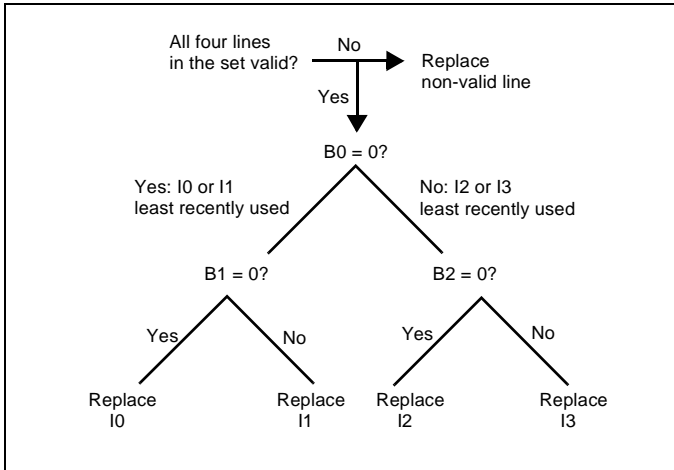 All four lines
in the set valid?
No
Replace
non-valid line
Yes
B0 = 0?
Yes: I0 or I1
least recently used
No: I2 or I3
least recently used
B1 = 0?
B2 = 0?
Yes
No
Yes
No
Replace
I0
Replace
I1
Replace
I2
Replace
I3